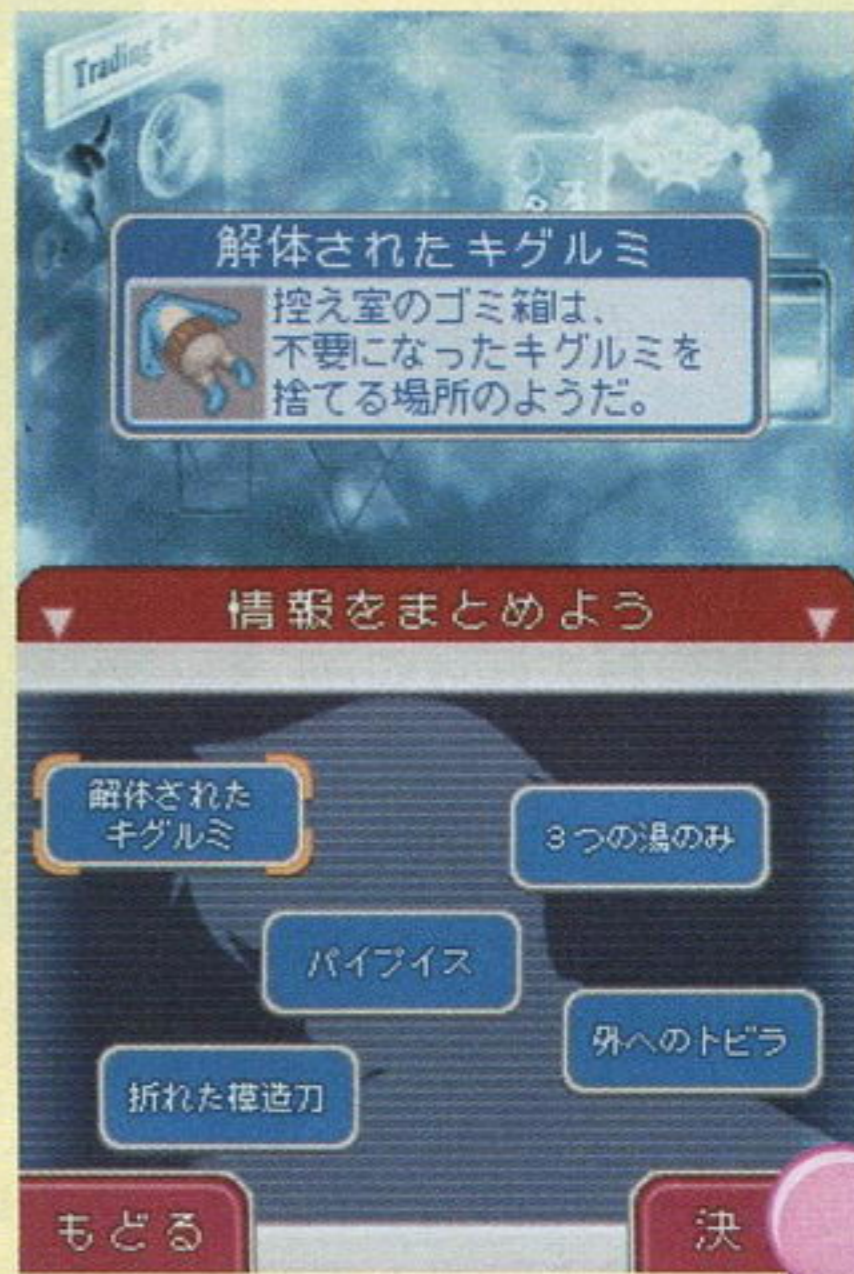 Trading
解体されたキグルミ
控え室のゴミ箱は、
不要になったキグルミを
捨てる場所のようだ。
情報をまとめよう
解体された
キグルミ
3つの湯のみ
パイプイス
外へのトビラ
折れた模造刀
もどる
決